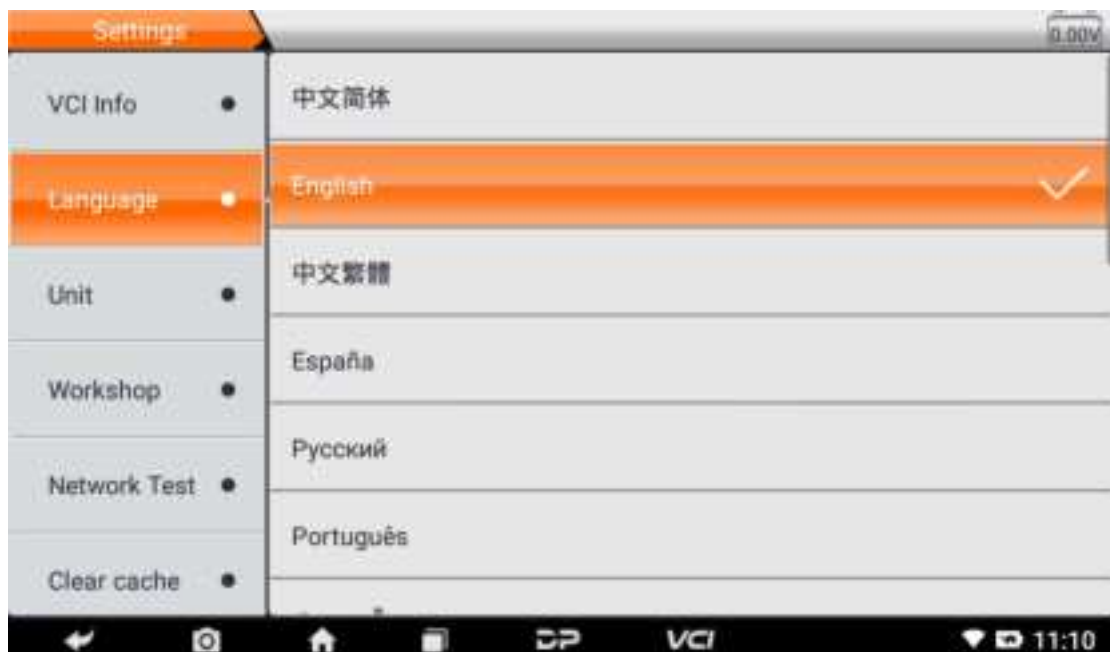 Settings
0.00V
VCI Info
Language
Unit
Workshop
Network Test
Clear cache
中文简体
English
中文繁體
España
Русский
Português
DP
VCI
11:10